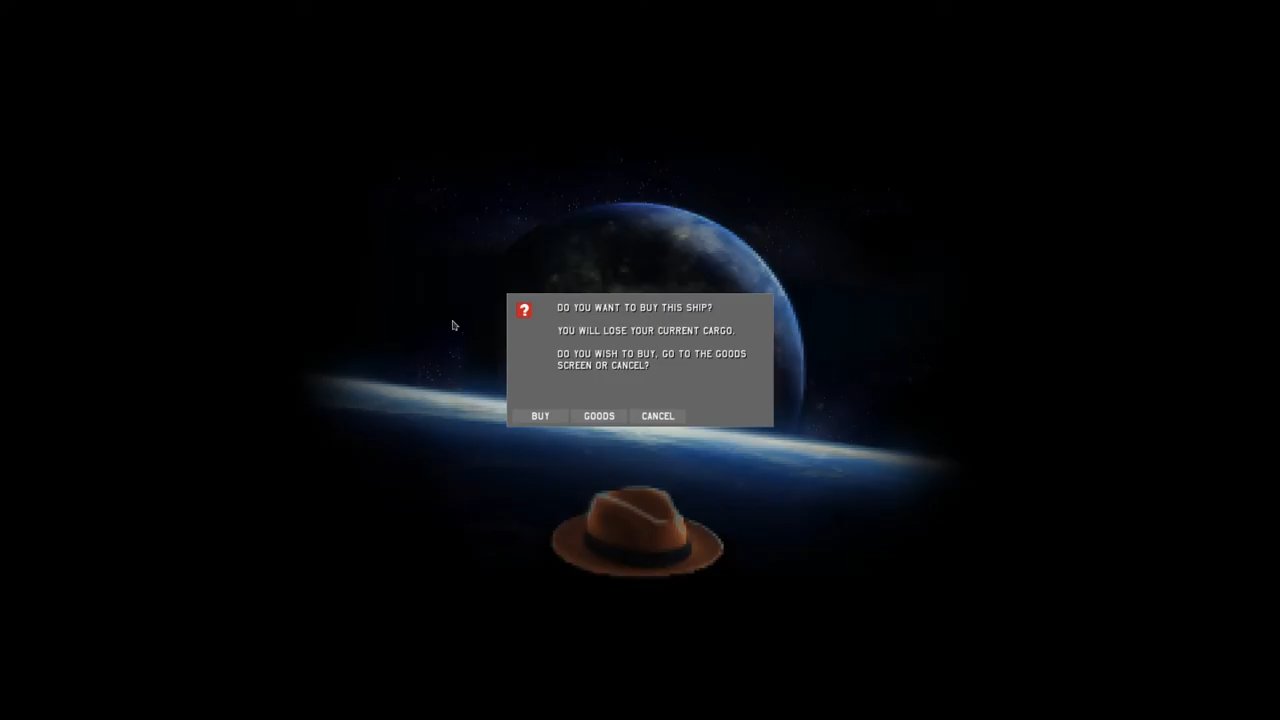 ?
DO YOU WANT TO BUY THIS SHIP?
YOU WILL LOSE YOUR CURRENT CARGO.
DO YOU WISH TO BUY, GO TO THE GOODS
SCREEN OR CANCEL?
BUY GOODS CANCEL